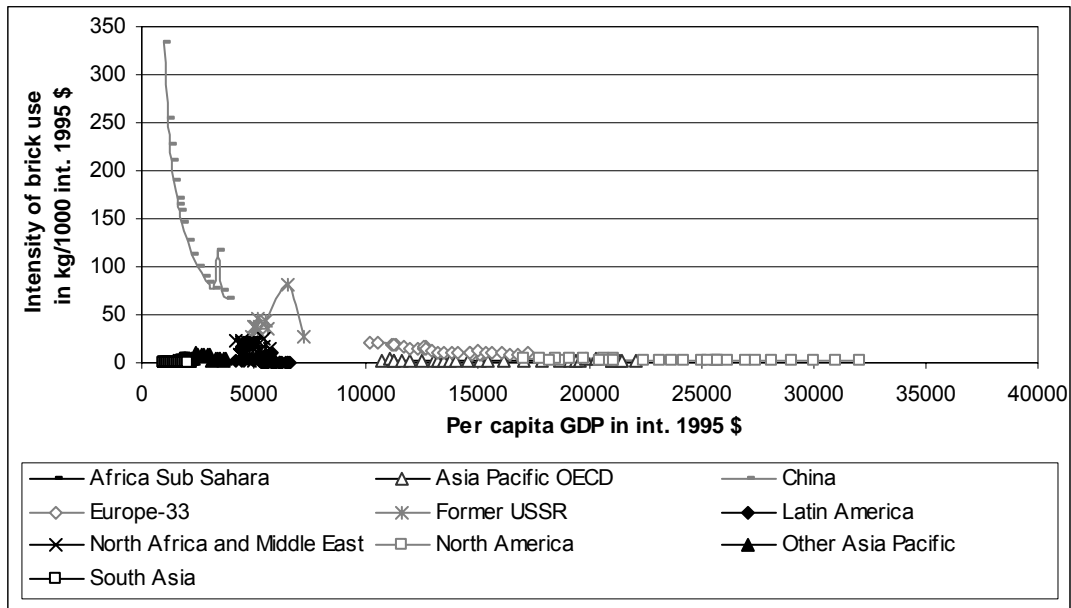 Intensity of brick use
in kg/1000 int. 1995 $
350
300
250
200
150
100
50
0
0 5000 10000 15000 20000 25000 30000 35000 40000
Per capita GDP in int. 1995 $
Africa Sub Sahara Asia Pacific OECD China
Europe-33 Former USSR Latin America
North Africa and Middle East North America Other Asia Pacific
South Asia